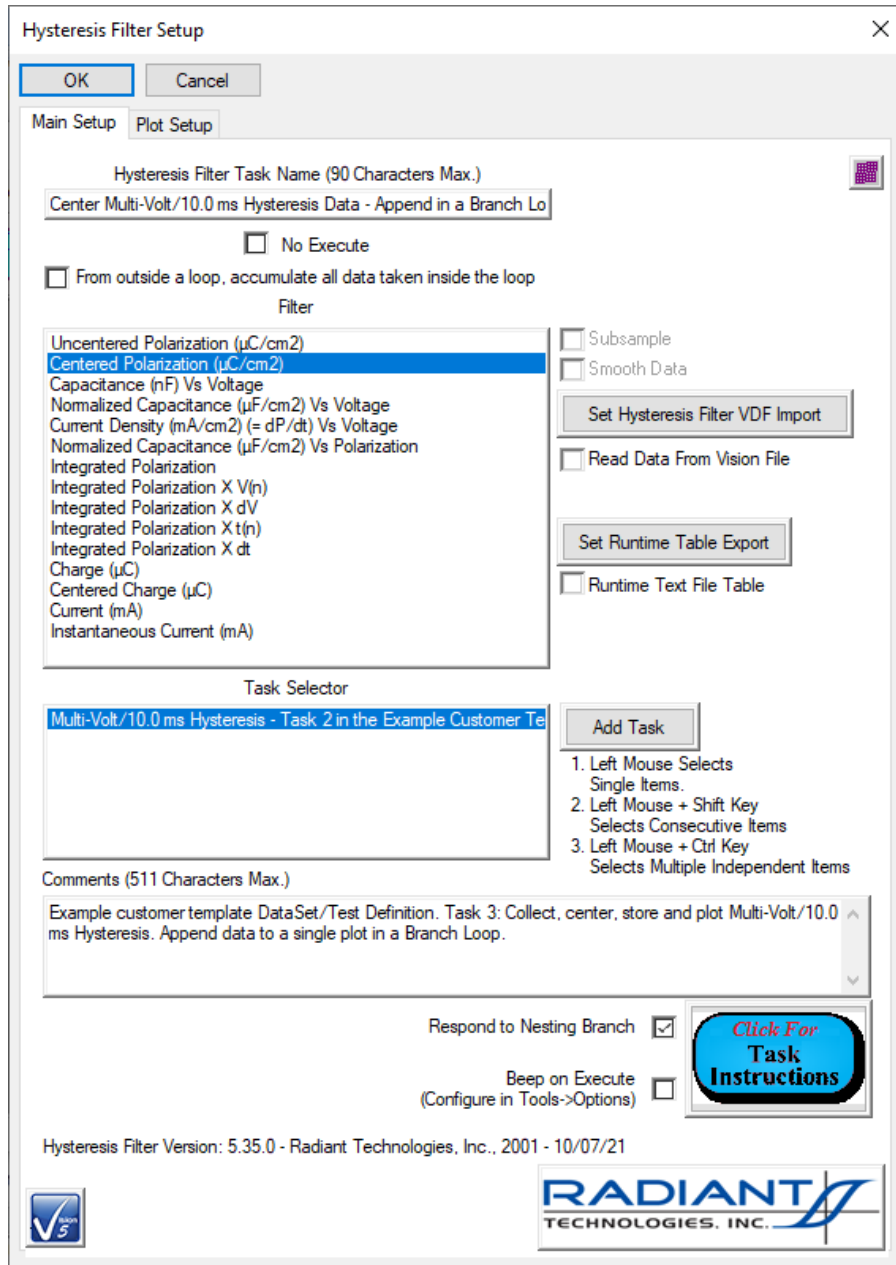 Hysteresis Filter Setup
OK
Cancel
Main Setup
Plot Setup
Hysteresis Filter Task Name (90 Characters Max.)
Center Multi-Volt/10.0 ms Hysteresis Data - Append in a Branch Lo
No Execute
From outside a loop, accumulate all data taken inside the loop
Filter
Uncentered Polarization (µC/cm2)
Centered Polarization (µC/cm2)
Capacitance (nF) Vs Voltage
Normalized Capacitance (µF/cm2) Vs Voltage
Current Density (mA/cm2) (= dP/dt) Vs Voltage
Normalized Capacitance (µF/cm2) Vs Polarization
Integrated Polarization
Integrated Polarization X V(n)
Integrated Polarization X dV
Integrated Polarization X t(n)
Integrated Polarization X dt
Charge (µC)
Centered Charge (µC)
Current (mA)
Instantaneous Current (mA)
Subsample
Smooth Data
Set Hysteresis Filter VDF Import
Read Data From Vision File
Set Runtime Table Export
Runtime Text File Table
Task Selector
Multi-Volt/10.0 ms Hysteresis - Task 2 in the Example Customer Te
Add Task
1. Left Mouse Selects
Single Items.
2. Left Mouse + Shift Key
Selects Consecutive Items
3. Left Mouse + Ctrl Key
Selects Multiple Independent Items
Comments (511 Characters Max.)
Example customer template DataSet/Test Definition. Task 3: Collect, center, store and plot Multi-Volt/10.0
ms Hysteresis. Append data to a single plot in a Branch Loop.
Respond to Nesting Branch
Beep on Execute
(Configure in Tools->Options)
Click For
Task
Instructions
Hysteresis Filter Version: 5.35.0 - Radiant Technologies, Inc., 2001 - 10/07/21
Vision
5
RADIANT
TECHNOLOGIES, INC.